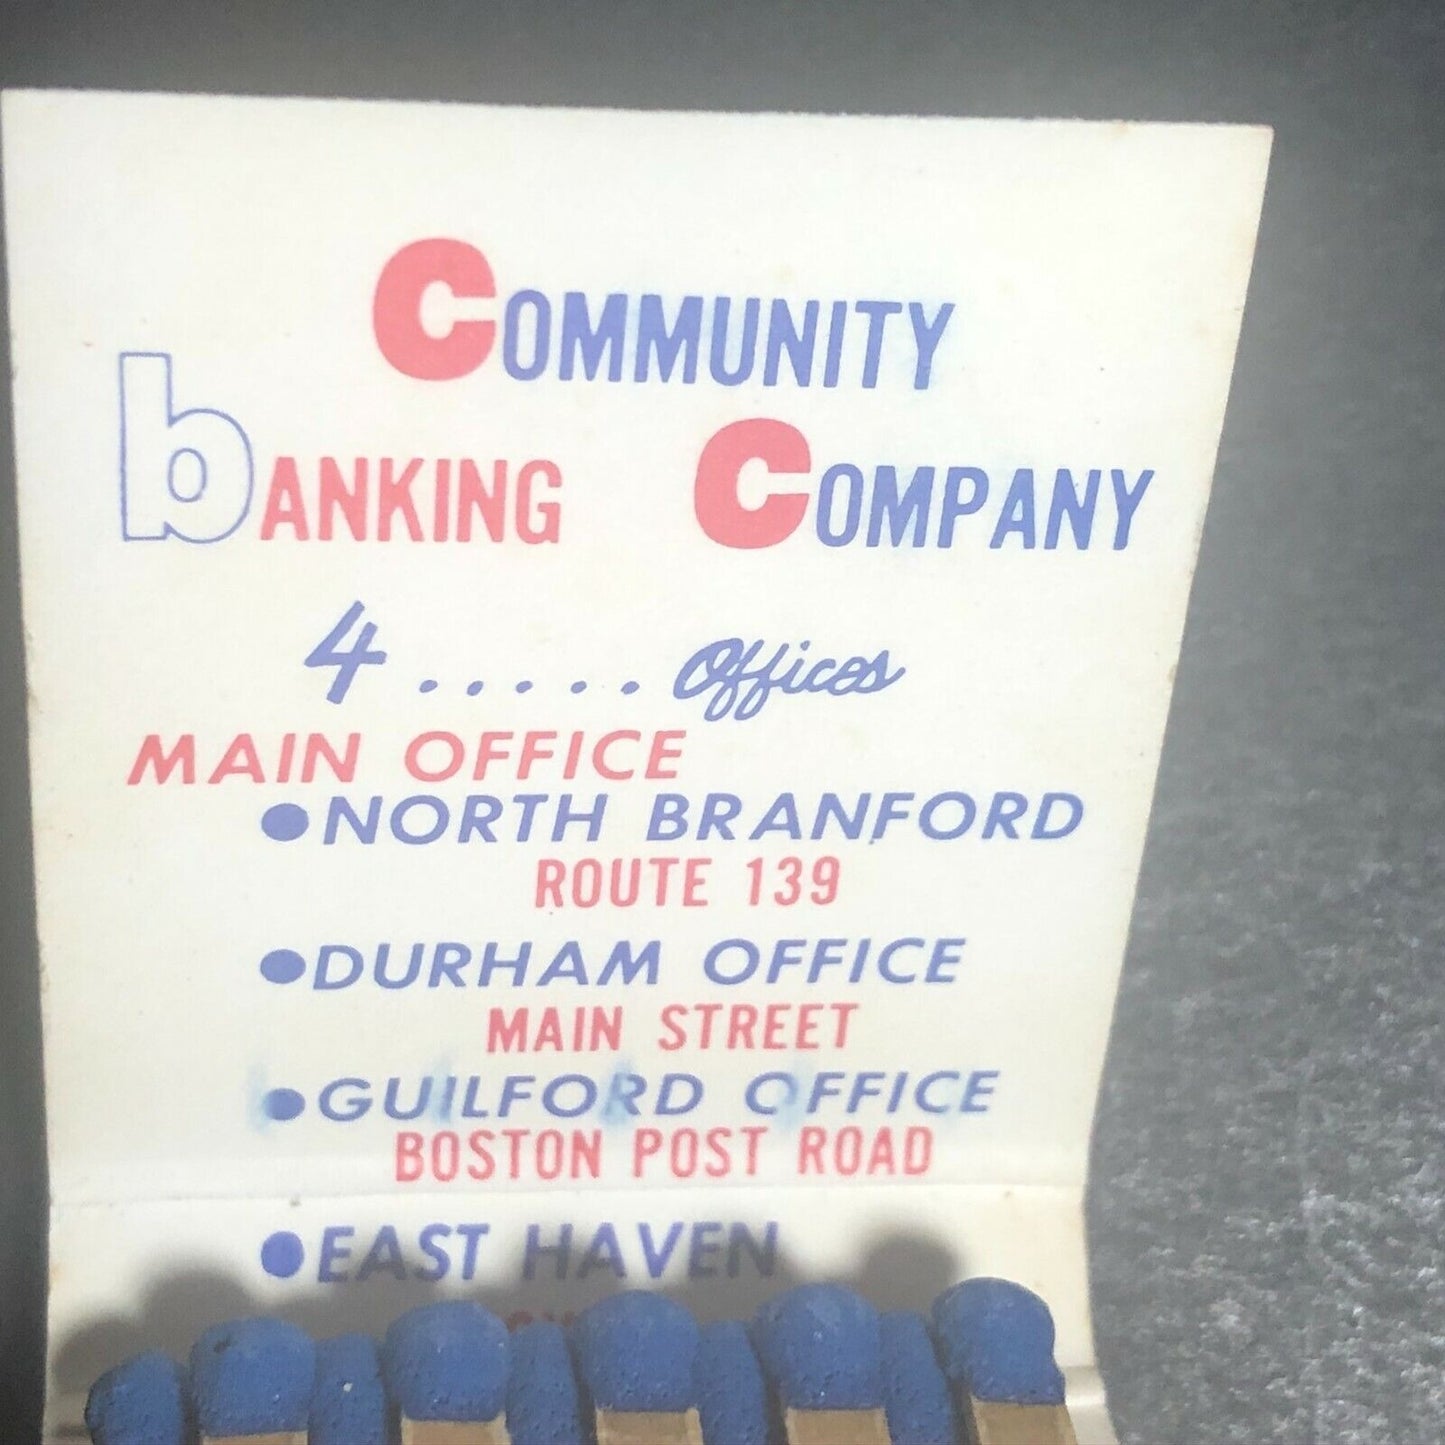 COMMUNITY
bANKING COMPANY
4 ..... Offices
MAIN OFFICE
●NORTH BRANFORD
ROUTE 139
●DURHAM OFFICE
MAIN STREET
●GUILFORD OFFICE
BOSTON POST ROAD
●EAST HAVEN